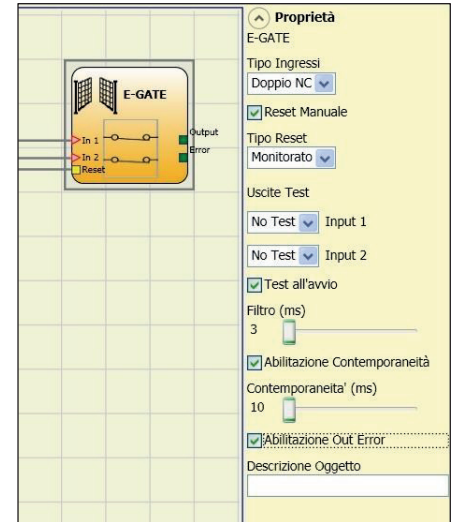 E-GATE
In 1
In 2
Reset
Output
Error
Proprietà
E-GATE
Tipo Ingressi
Doppio NC
Reset Manuale
Tipo Reset
Monitorato
Uscite Test
No Test Input 1
No Test Input 2
Test all'avvio
Filtro (ms)
3
Abilitazione Contemporaneità
Contemporaneita' (ms)
10
Abilitazione Out Error
Descrizione Oggetto